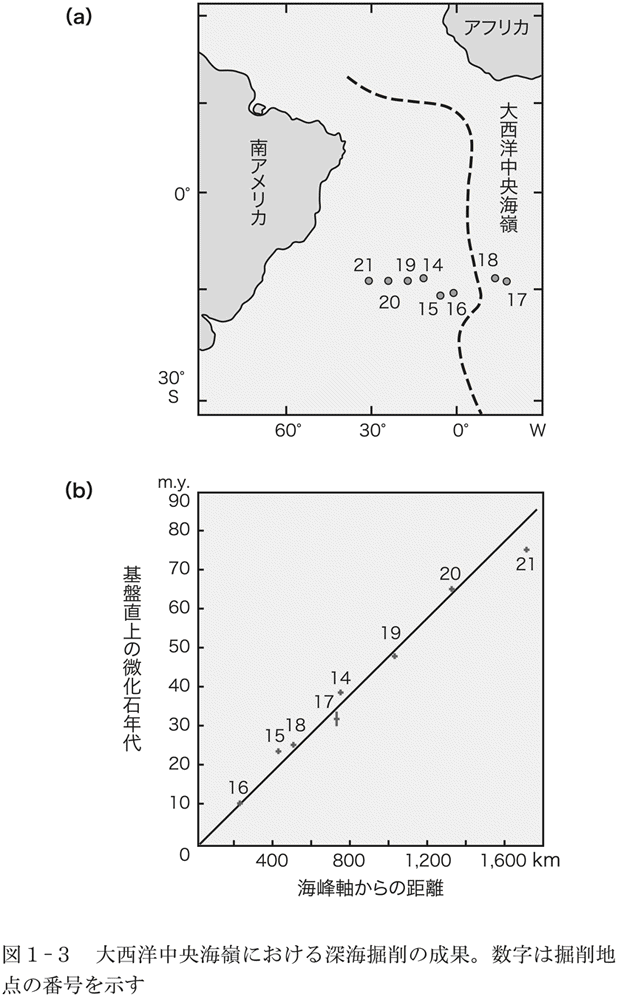 (a)
アフリカ
大西洋中央海嶺
南アメリカ
0°
21
19
14
18
20
15
16
17
30°
S
60°
30°
0°
W
(b)
m.y.
90
80
70
60
50
40
30
20
10
0
基盤直上の微化石年代
21
20
19
14
17
15
18
16
400
800
1,200
1,600 km
海峰軸からの距離
図1-3 大西洋中央海嶺における深海掘削の成果。数字は掘削地
点の番号を示す